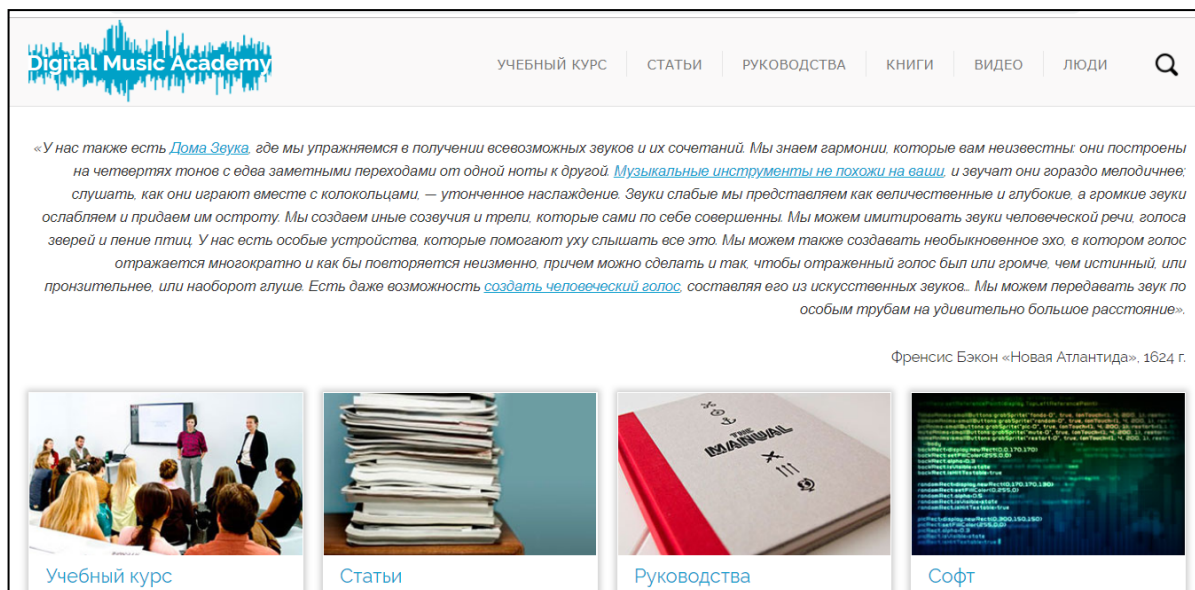 Digital Music Academy
УЧЕБНЫЙ КУРС
СТАТЬИ
РУКОВОДСТВА
КНИГИ
ВИДЕО
ЛЮДИ
«У нас также есть Дома Звука, где мы упражняемся в получении всевозможных звуков и их сочетаний. Мы знаем гармонии, которые вам неизвестны: они построены
на четвертях тонов с едва заметными переходами от одной ноты к другой. Музыкальные инструменты не похожи на ваши, и звучат они гораздо мелодичнее;
слушать, как они играют вместе с колокольцами, — утонченное наслаждение. Звуки слабые мы представляем как величественные и глубокие, а громкие звуки
ослабляем и придаем им остроту. Мы создаем иные созвучия и трели, которые сами по себе совершенны. Мы можем имитировать звуки человеческой речи, голоса
зверей и пение птиц. У нас есть особые устройства, которые помогают уху слышать все это. Мы можем также создавать необыкновенное эхо, в котором голос
отражается многократно и как бы повторяется неизменно, причем можно сделать и так, чтобы отраженный голос был или громче, чем истинный, или
пронзительнее, или наоборот глуше. Есть даже возможность создать человеческий голос, составляя его из искусственных звуков... Мы можем передавать звук по
особым трубам на удивительно большое расстояние».
Френсис Бэкон «Новая Атлантида», 1624 г.
THE
MANUAL
Учебный курс
Статьи
Руководства
Софт